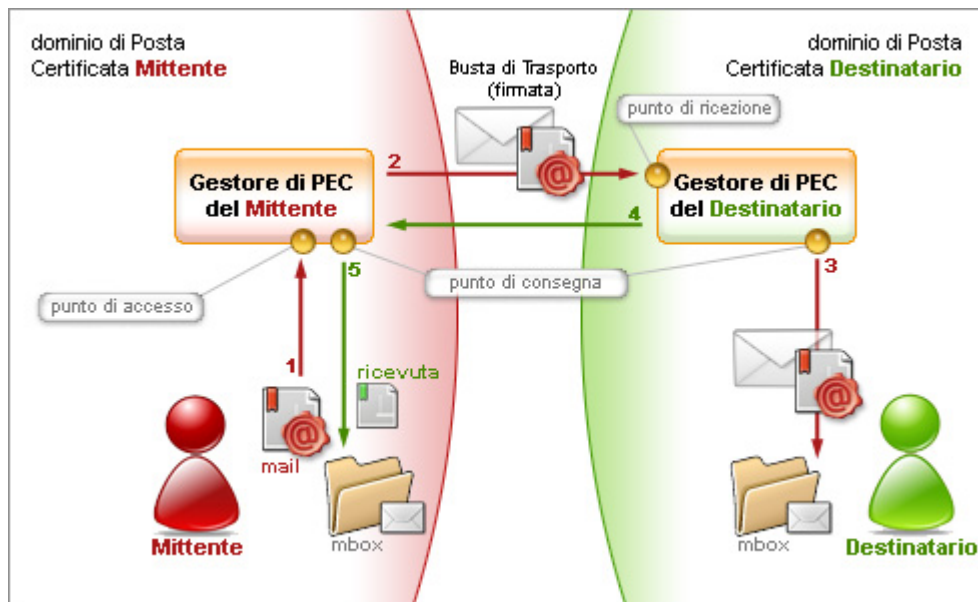 dominio di Posta
Certificata Mittente
dominio di Posta
Certificata Destinatario
Busta di Trasporto
(firmata)
punto di ricezione
2
Gestore di PEC
del Mittente
Gestore di PEC
del Destinatario
4
5
3
punto di accesso
punto di consegna
1
ricevuta
mail
mbox
mbox
Mittente
Destinatario